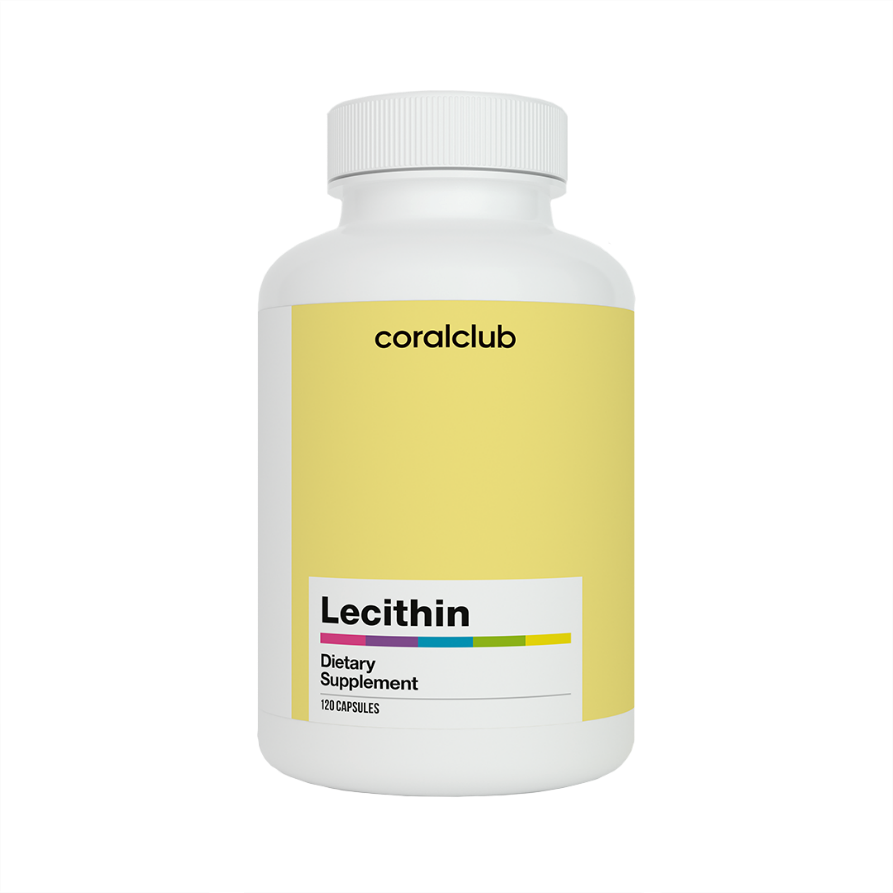 coralclub
Lecithin
Dietary
Supplement
120 CAPSULES